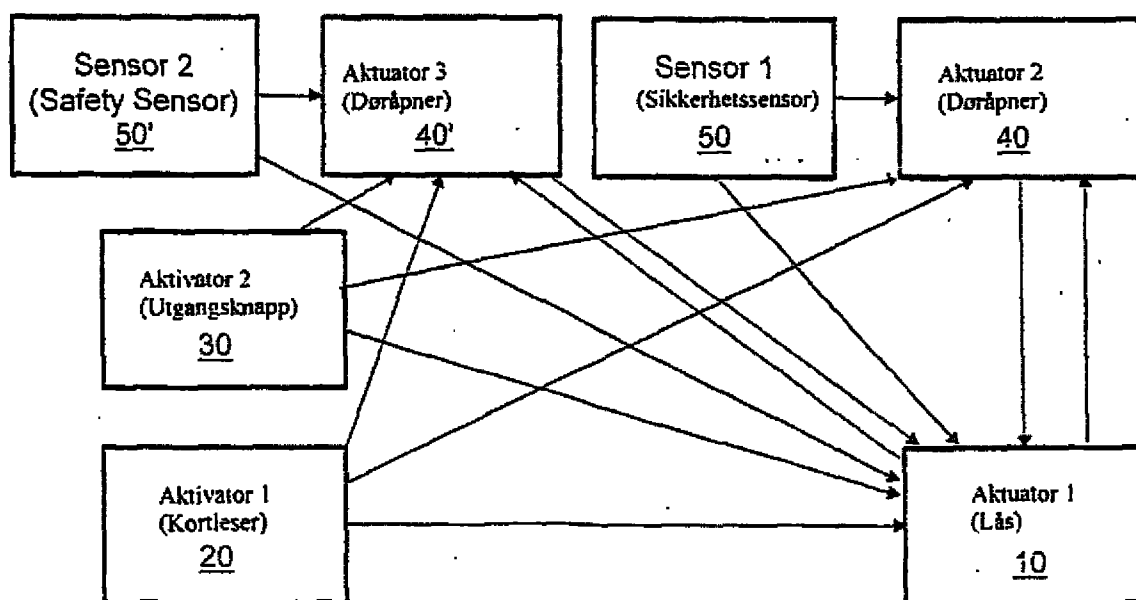 Sensor 2
(Safety Sensor)
50'
Aktuator 3
(Døråpner)
40'
Sensor 1
(Sikkerhetssensor)
50
Aktuator 2
(Døråpner)
40
Aktivator 2
(Utgangsknapp)
30
Aktivator 1
(Kortleser)
20
Aktuator 1
(Lås)
10